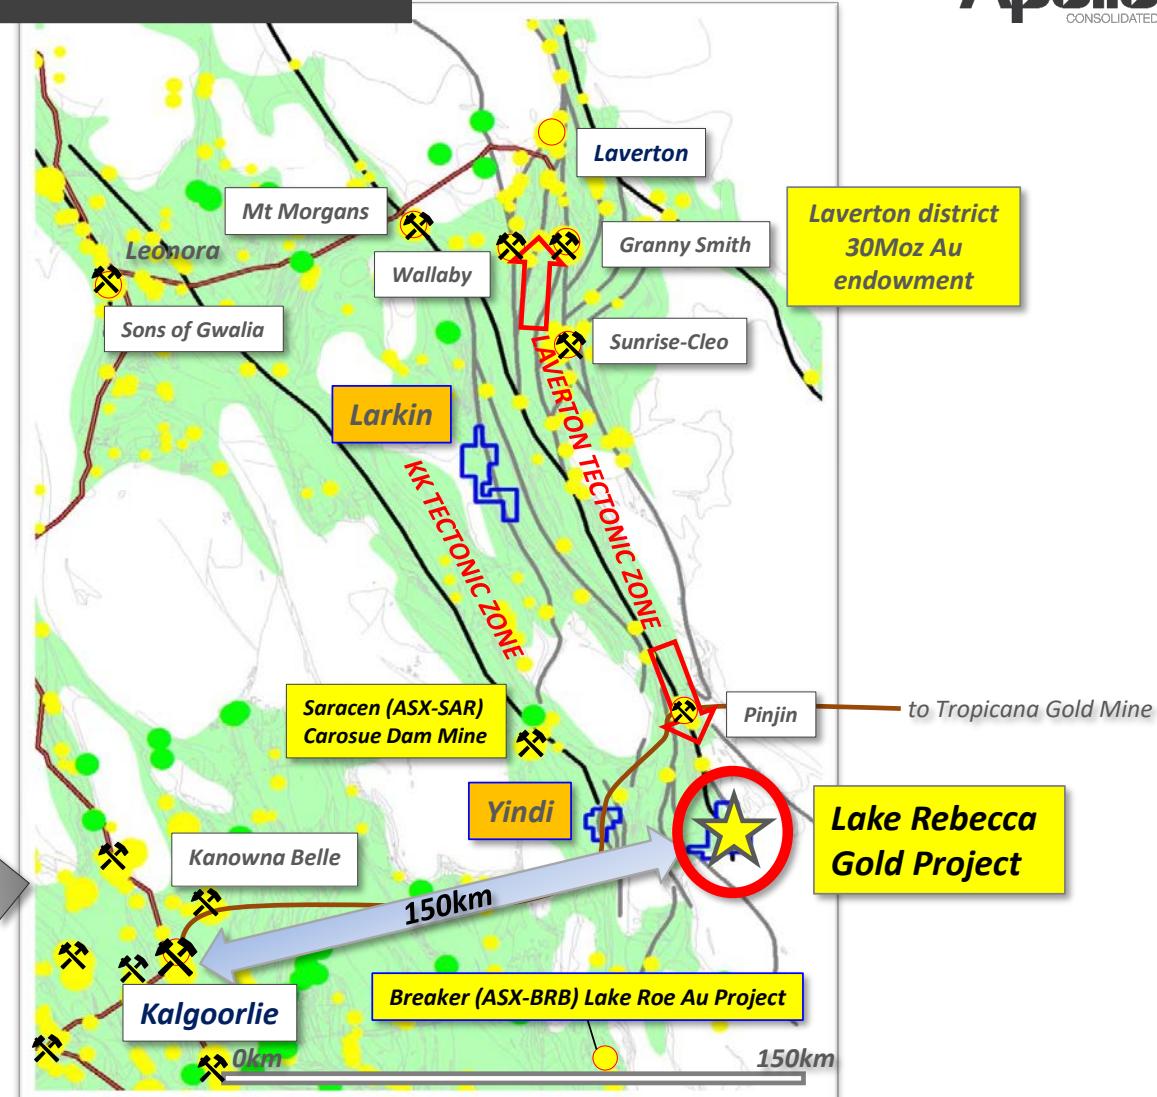 CONSOLIDATED
Laverton
Mt Morgans
Laverton district
30Moz Au
endowment
Leonora
Granny Smith
Wallaby
Sons of Gwalia
Sunrise-Cleo
LAVERTON TECTONIC ZONE
Larkin
KK TECTONIC ZONE
Saracen (ASX-SAR)
Carosue Dam Mine
Pinjin
to Tropicana Gold Mine
Yindi
Lake Rebecca
Gold Project
Kanowna Belle
150km
Breaker (ASX-BRB) Lake Roe Au Project
Kalgoorlie
0km
150km